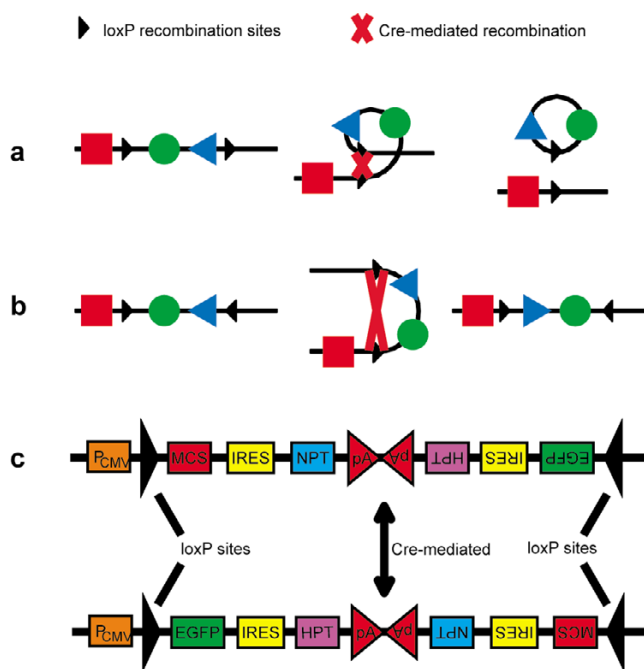 loxP recombination sites Cre-mediated recombination
a
b
c
PCMV MCS IRES NPT pA pA HPT IRES EGFP
loxP sites Cre-mediated loxP sites
PCMV EGFP IRES HPT pA pA NPT IRES MCS